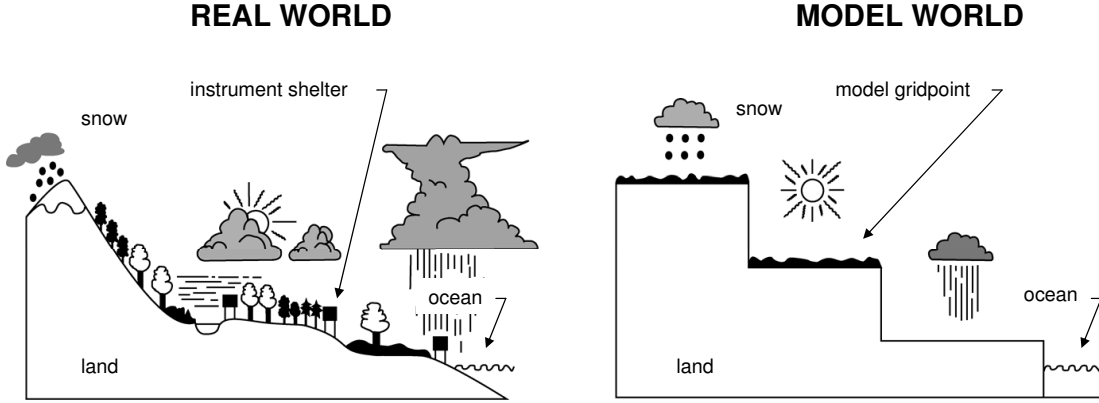 REAL WORLD
instrument shelter
snow
ocean
land
MODEL WORLD
model gridpoint
snow
ocean
land